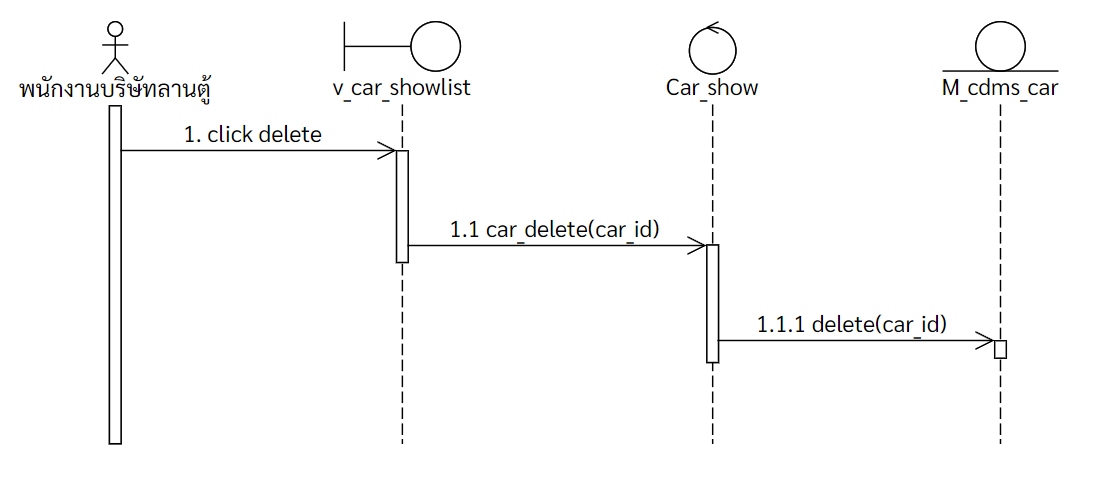 พนักงานบริษัทลานตู้
v_car_showlist
Car_show
M_cdms_car
1. click delete
1.1 car_delete(car_id)
1.1.1 delete(car_id)